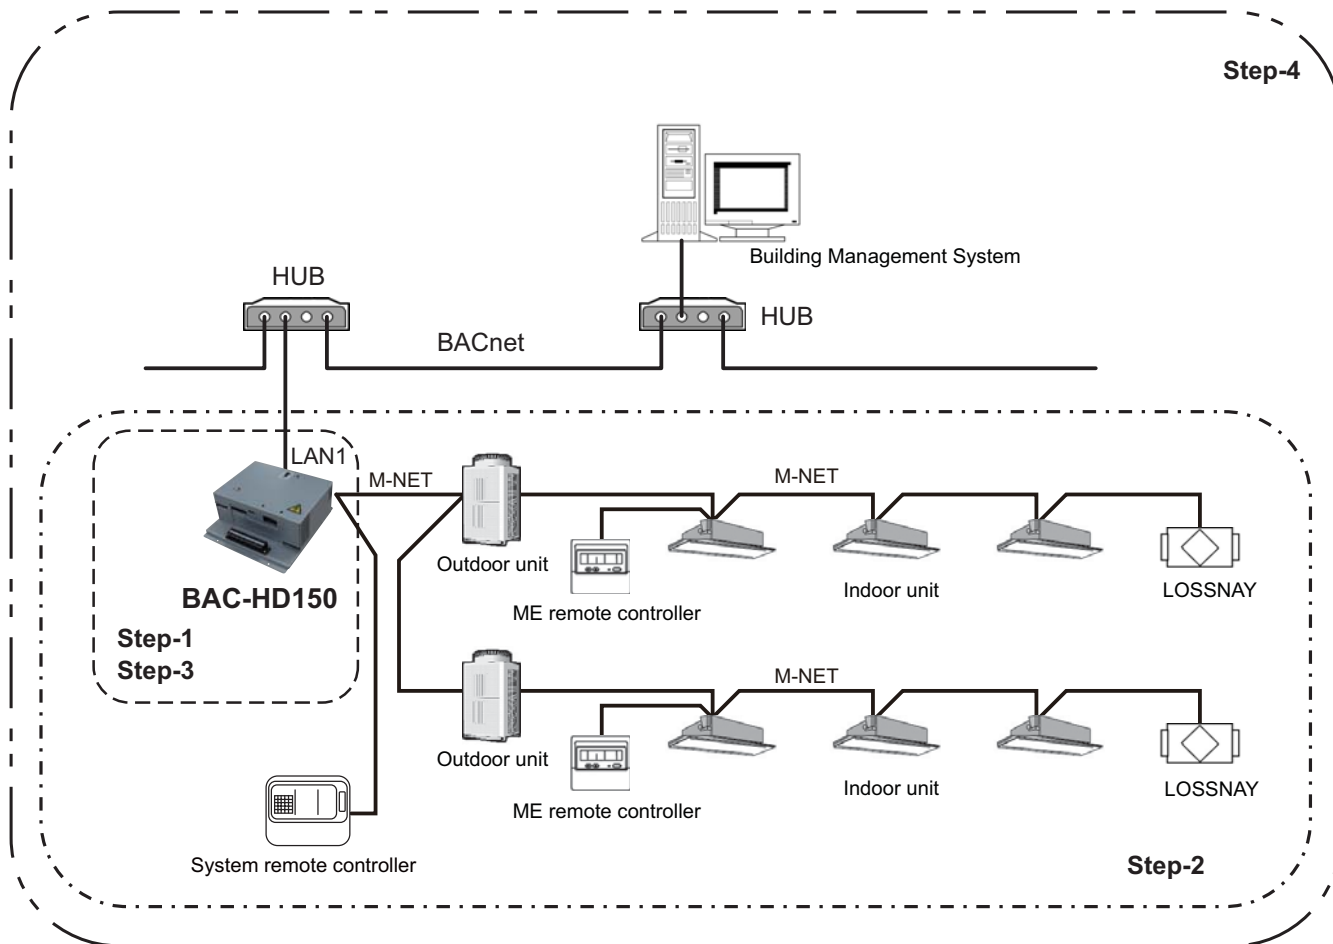 Step-4
Building Management System
HUB
HUB
BACnet
LAN1
M-NET
M-NET
Outdoor unit
ME remote controller
Indoor unit
LOSSNAY
BAC-HD150
Step-1
Step-3
M-NET
Outdoor unit
ME remote controller
Indoor unit
LOSSNAY
System remote controller
Step-2